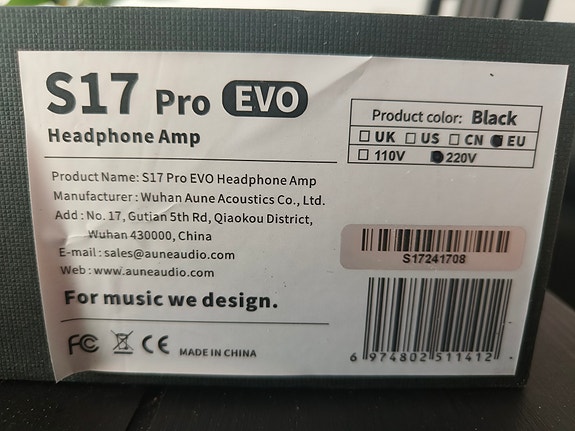 S17 Pro EVO
Headphone Amp
Product Name: S17 Pro EVO Headphone Amp
Manufacturer : Wuhan Aune Acoustics Co., Ltd.
Add : No. 17, Gutian 5th Rd, Qiaokou District,
Wuhan 430000, China
E-mail : sales@auneaudio.com
Web : www.auneaudio.com
For music we design.
FC CE MADE IN CHINA
Product color: Black
UK US CN EU
110V 220V
S17241708
6 974802 511412